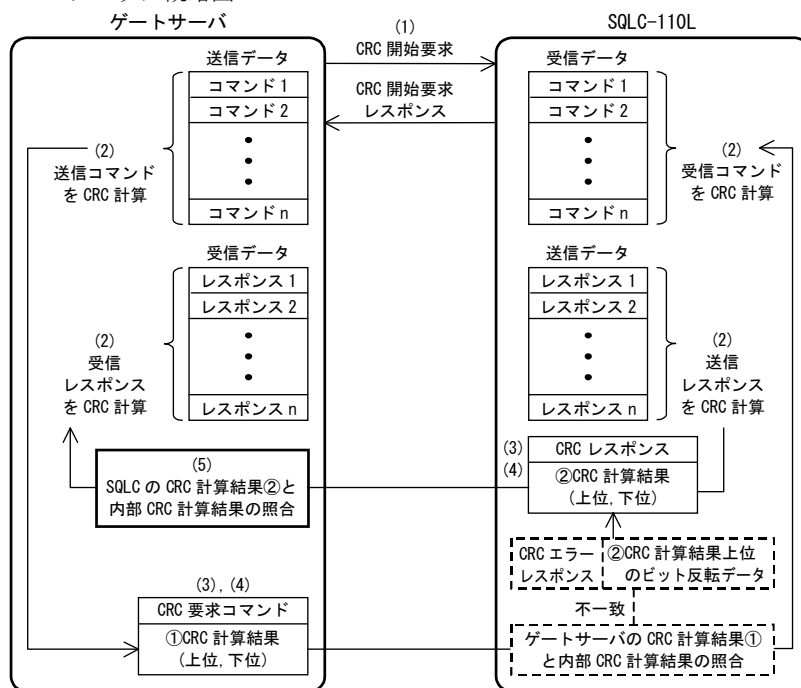 ゲートサーバ
SQLC-110L
(1)
CRC 開始要求
CRC 開始要求
レスポンス
送信データ
コマンド 1
コマンド 2
コマンド n
(2)
送信コマンド
を CRC 計算
受信データ
レスポンス 1
レスポンス 2
レスポンス n
(2)
受信
レスポンス
を CRC 計算
受信データ
コマンド 1
コマンド 2
コマンド n
(2)
受信コマンド
を CRC 計算
送信データ
レスポンス 1
レスポンス 2
レスポンス n
(2)
送信
レスポンス
を CRC 計算
(5)
SQLC の CRC 計算結果②と
内部 CRC 計算結果の照合
(3)
(4)
CRC レスポンス
②CRC 計算結果
(上位, 下位)
CRC エラー
レスポンス
②CRC 計算結果上位
のビット反転データ
不一致
(3), (4)
CRC 要求コマンド
①CRC 計算結果
(上位, 下位)
ゲートサーバの CRC 計算結果①
と内部 CRC 計算結果の照合